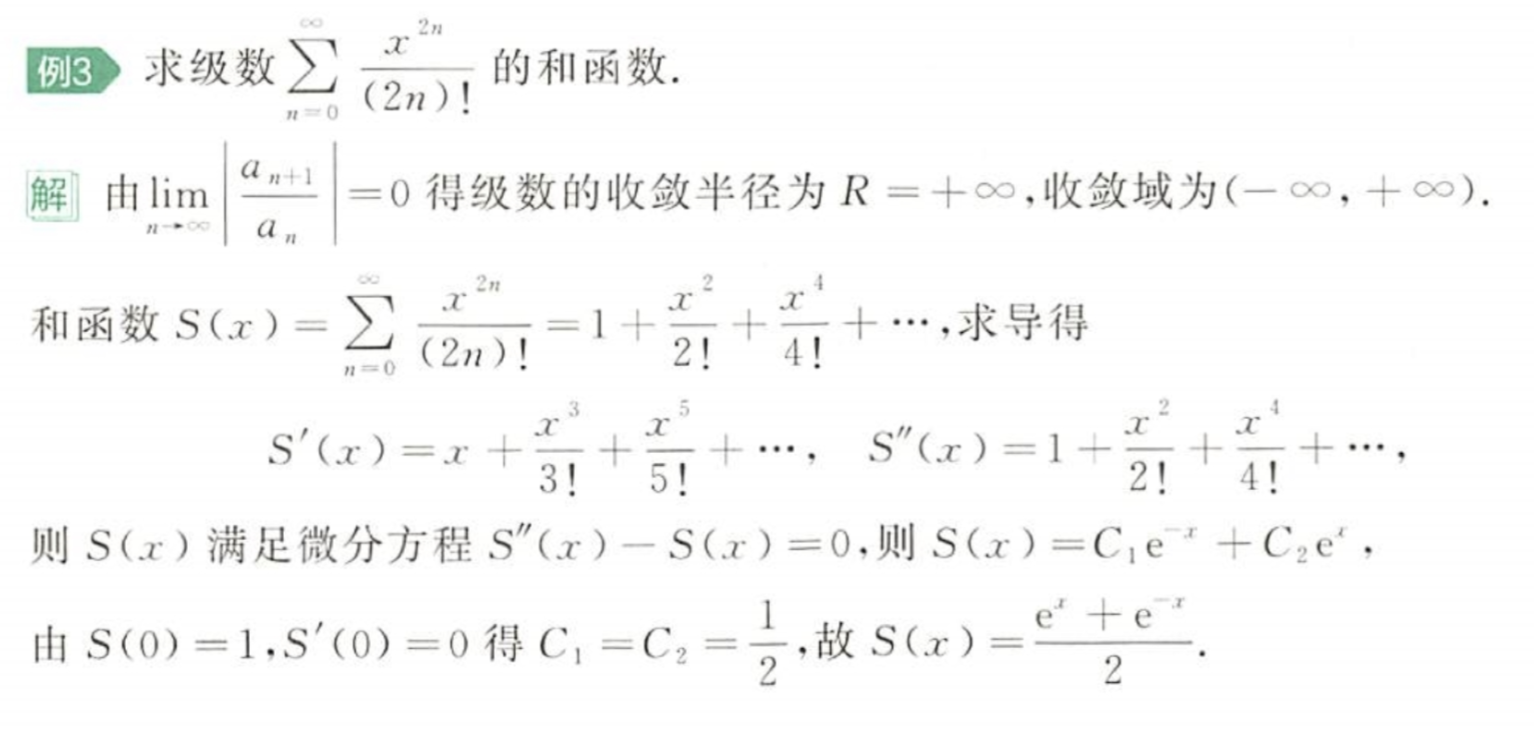 例3 求级数 $\sum_{n=0}^{\infty} \frac{x^{2n}}{(2n)!}$ 的和函数.
解 由 $\lim_{n\to\infty} \left|\frac{a_{n+1}}{a_n}\right| = 0$ 得级数的收敛半径为 $R = +\infty$,收敛域为$(-\infty, +\infty)$.
和函数 $S(x) = \sum_{n=0}^{\infty} \frac{x^{2n}}{(2n)!} = 1 + \frac{x^2}{2!} + \frac{x^4}{4!} + \cdots$,求导得
$S'(x) = x + \frac{x^3}{3!} + \frac{x^5}{5!} + \cdots$, $S''(x) = 1 + \frac{x^2}{2!} + \frac{x^4}{4!} + \cdots$,
则 $S(x)$ 满足微分方程 $S''(x) - S(x) = 0$,则 $S(x) = C_1 e^{-x} + C_2 e^x$,
由 $S(0) = 1, S'(0) = 0$ 得 $C_1 = C_2 = \frac{1}{2}$,故 $S(x) = \frac{e^x + e^{-x}}{2}$.